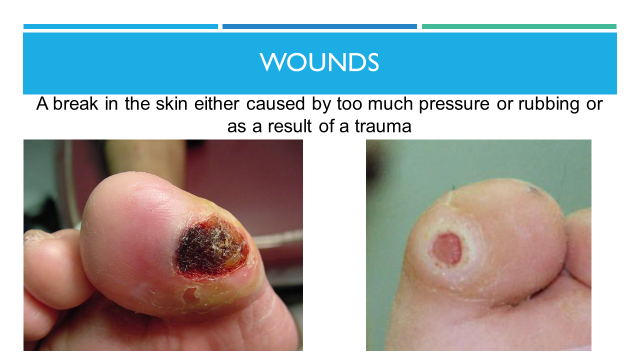 WOUNDS
A break in the skin either caused by too much pressure or rubbing or
as a result of a trauma